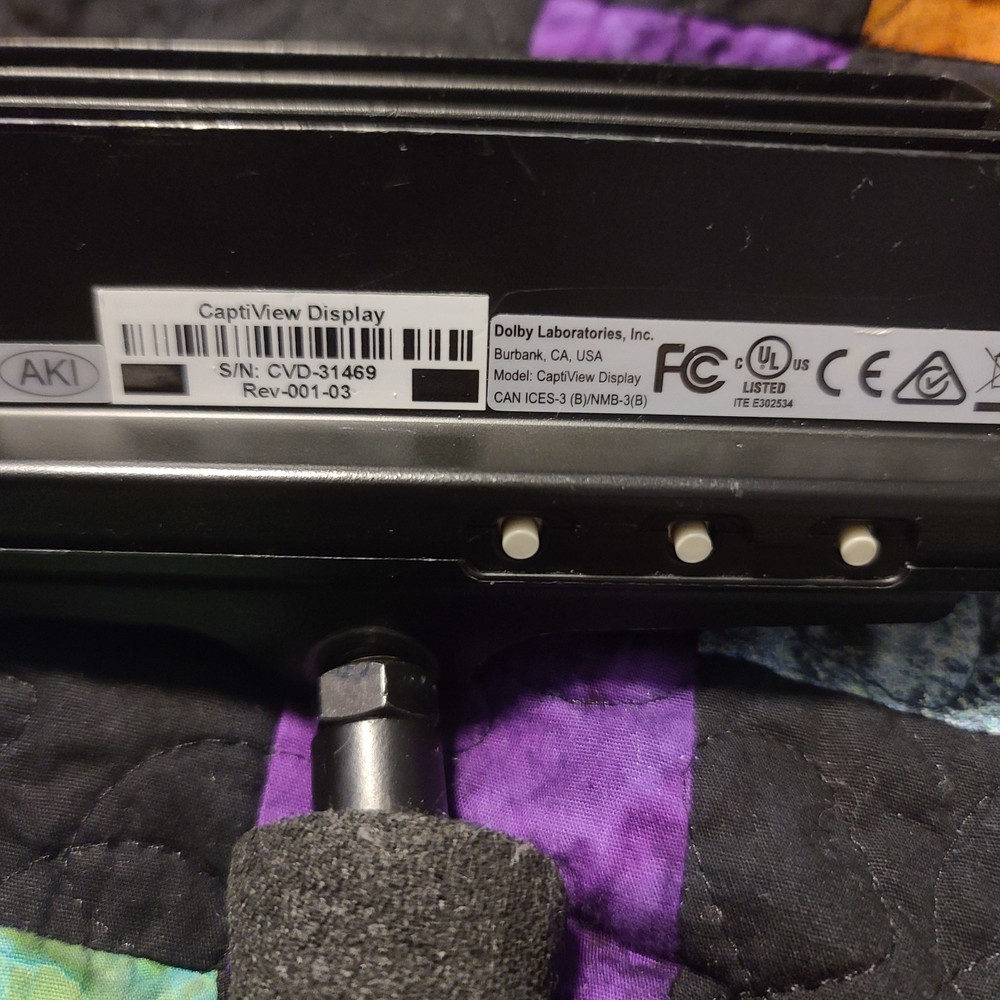 AKI
CaptiView Display
S/N: CVD-31469
Rev-001-03
Dolby Laboratories, Inc.
Burbank, CA, USA
Model: CaptiView Display
CAN ICES-3 (B)/NMB-3(B)
FC
C UL US
LISTED
ITE E302534
CE